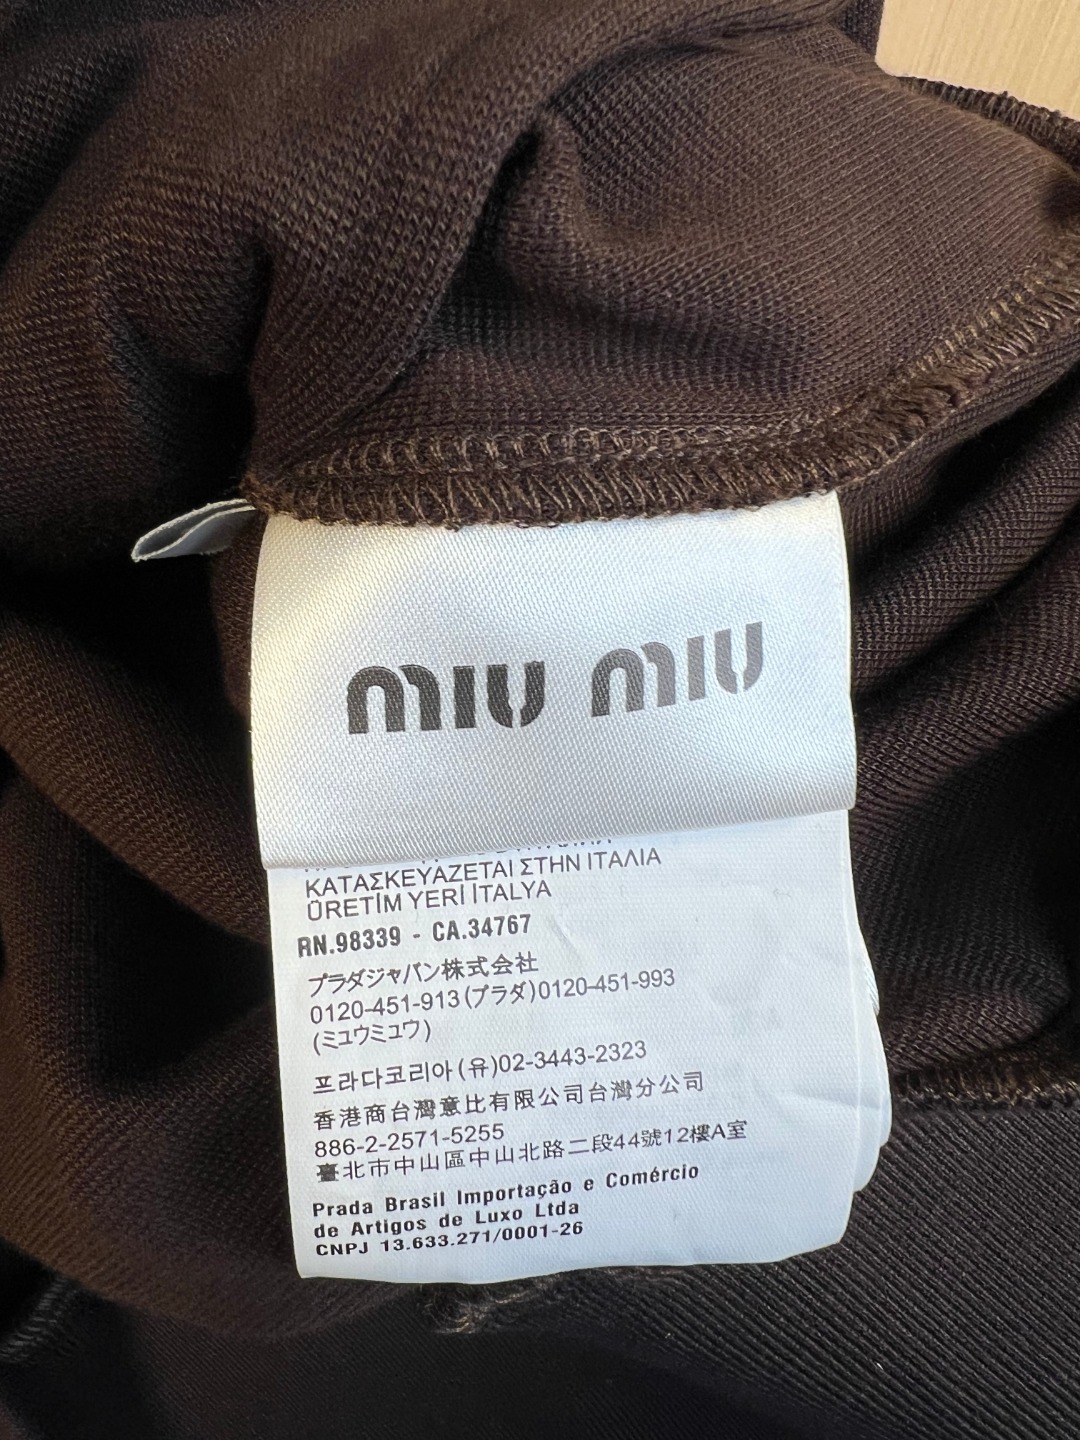 miu miu
ΚΑΤΑΣΚΕΥΑΖΕΤΑΙ ΣΤΗΝ ΙΤΑΛΙΑ
ÜRETİM YERİ İTALYA
RN.98339 - CA.34767
プラダジャパン株式会社
0120-451-913(プラダ)0120-451-993
(ミュウミュウ)
프라다코리아(유)02-3443-2323
香港商台灣意比有限公司台灣分公司
886-2-2571-5255
臺北市中山區中山北路二段44號12樓A室
Prada Brasil Importação e Comércio
de Artigos de Luxo Ltda
CNPJ 13.633.271/0001-26